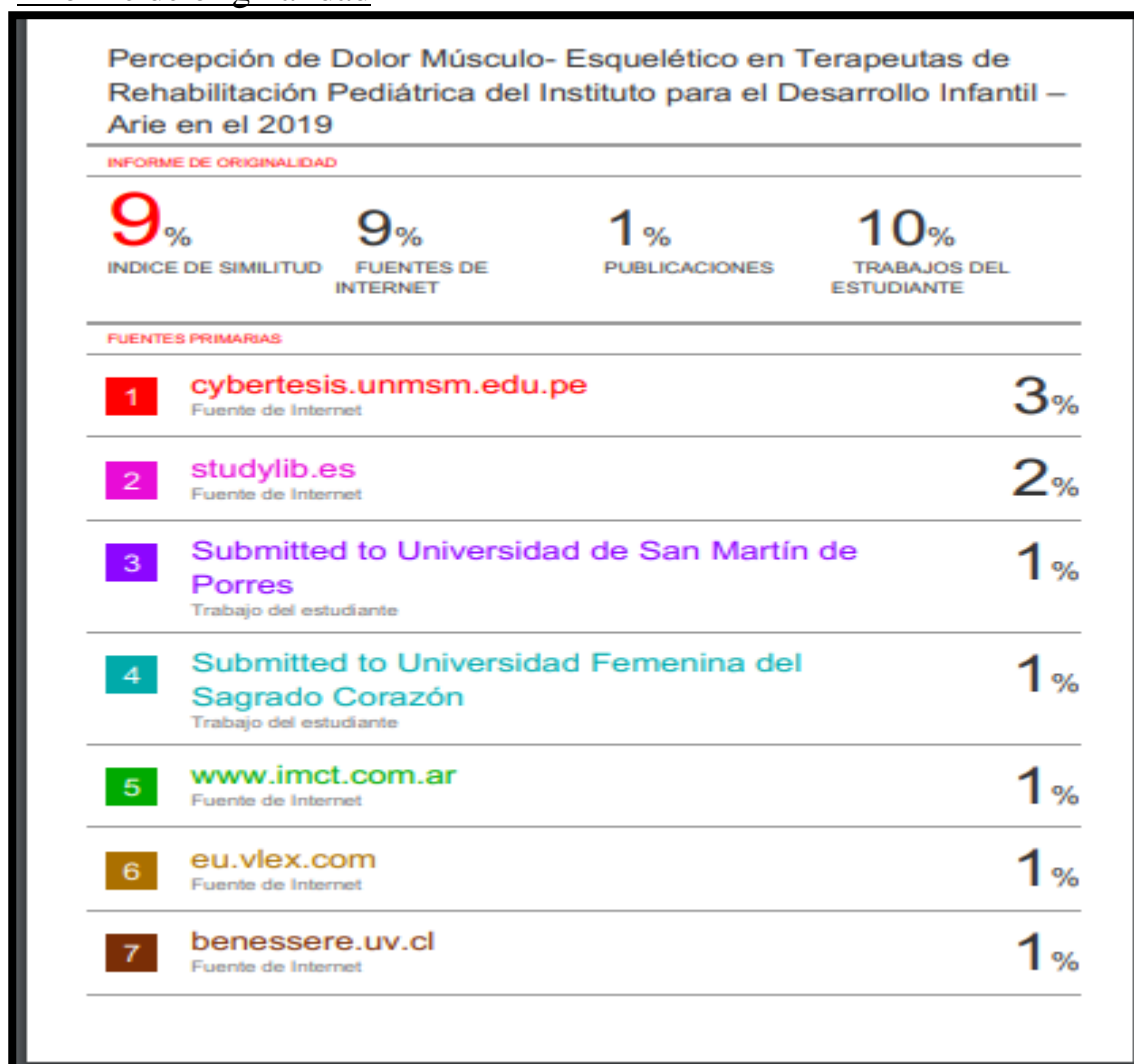 Percepción de Dolor Músculo- Esquelético en Terapeutas de
Rehabilitación Pediátrica del Instituto para el Desarrollo Infantil –
Arie en el 2019
INFORME DE ORIGINALIDAD
9% 9% 1% 10%
INDICE DE SIMILITUD FUENTES DE PUBLICACIONES TRABAJOS DEL
INTERNET ESTUDIANTE
FUENTES PRIMARIAS
1 cybertesis.unmsm.edu.pe 3%
Fuente de Internet
2 studylib.es 2%
Fuente de Internet
3 Submitted to Universidad de San Martín de 1%
Porres
Trabajo del estudiante
4 Submitted to Universidad Femenina del 1%
Sagrado Corazón
Trabajo del estudiante
5 www.imct.com.ar 1%
Fuente de Internet
6 eu.vlex.com 1%
Fuente de Internet
7 benessere.uv.cl 1%
Fuente de Internet